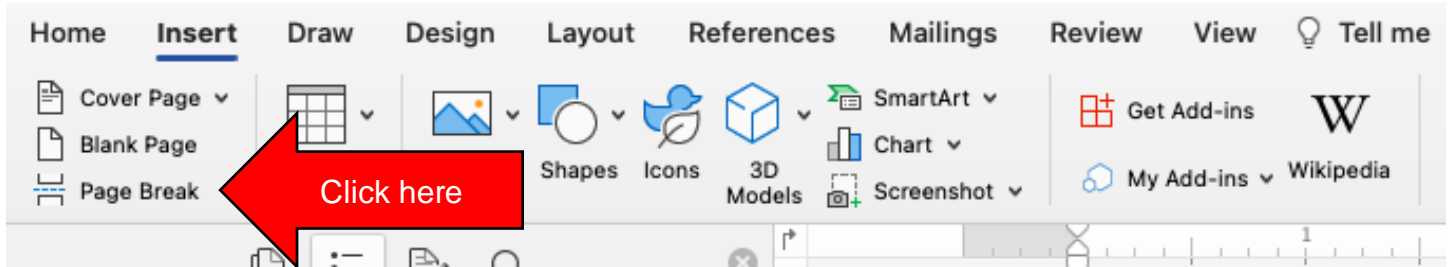 Home Insert Draw Design Layout References Mailings Review View Tell me
Cover Page
Blank Page
Page Break
Click here
Shapes
Icons
3D
Models
SmartArt
Chart
Screenshot
Get Add-ins
My Add-ins
W
Wikipedia
1